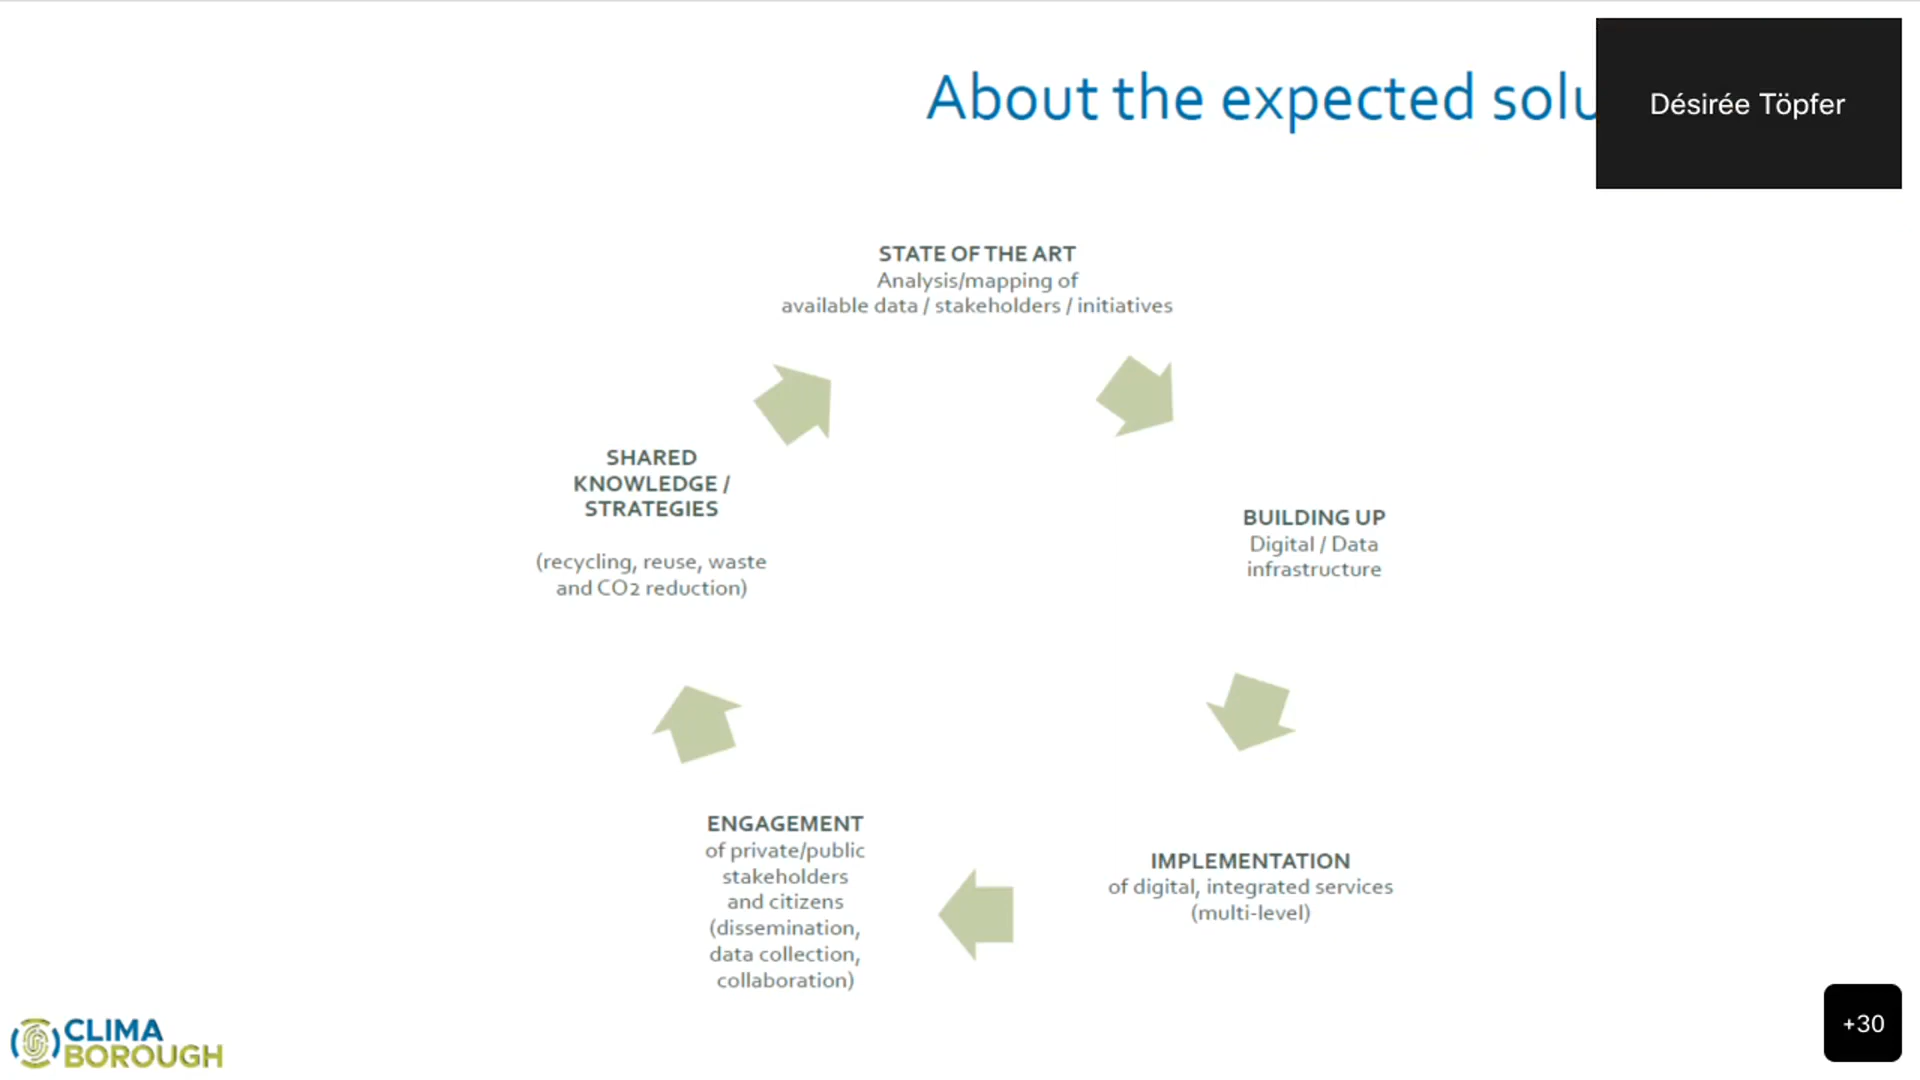 About the expected solu
Désirée Töpfer
STATE OF THE ART
Analysis/mapping of
available data / stakeholders / initiatives
SHARED
KNOWLEDGE /
STRATEGIES
(recycling, reuse, waste
and CO2 reduction)
BUILDING UP
Digital / Data
infrastructure
ENGAGEMENT
of private/public
stakeholders
and citizens
(dissemination,
data collection,
collaboration)
IMPLEMENTATION
of digital, integrated services
(multi-level)
CLIMA
BOROUGH
+30